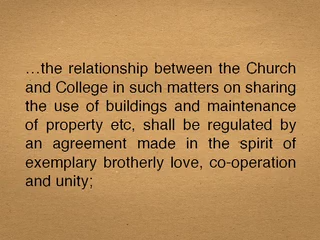 …the relationship between the Church
and College in such matters on sharing
the use of buildings and maintenance
of property etc, shall be regulated by
an agreement made in the spirit of
exemplary brotherly love, co-operation
and unity;